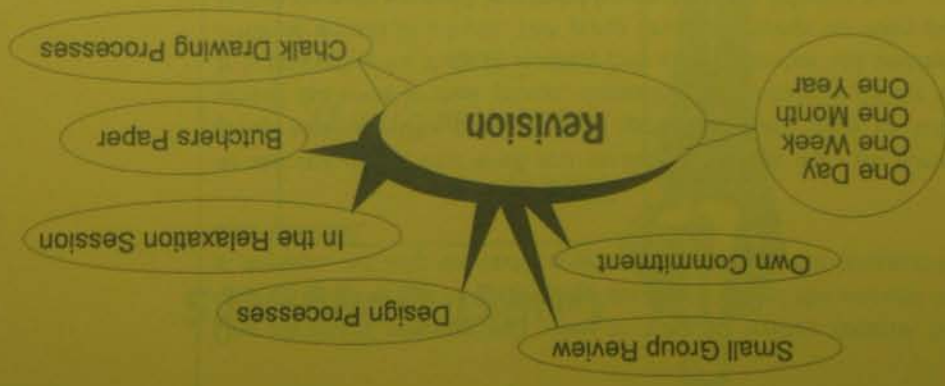 Small Group Review
Own Commitment
Design Processes
In the Relaxation Session
One Day
One Week
One Month
One Year
Revision
Butchers Paper
Chalk Drawing Processes